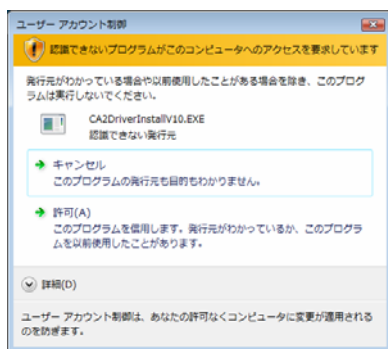 ユーザー アカウント制御
認識できないプログラムがこのコンピュータへのアクセスを要求しています
発行元がわかっている場合や以前使用したことがある場合を除き、このプログ
ラムは実行しないでください。
CA2DriverInstallV10.EXE
認識できない発行元
キャンセル
このプログラムの発行元も目的もわかりません。
許可(A)
このプログラムを信用します。発行元がわかっているか、このプログラ
ムを以前使用したことがあります。
詳細(D)
ユーザー アカウント制御は、あなたの許可なくコンピュータに変更が適用される
のを防ぎます。